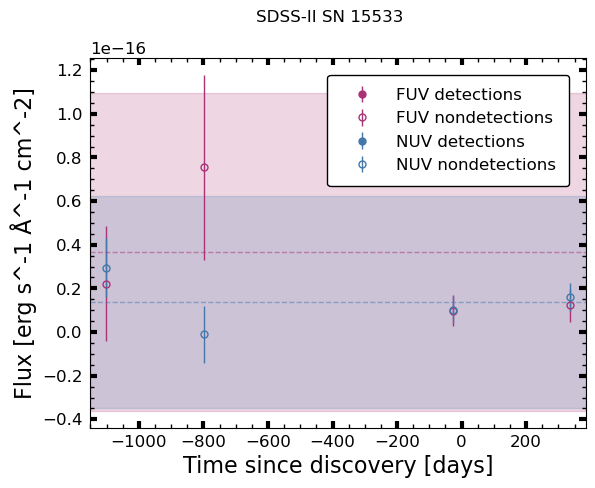 SDSS-II SN 15533
1e−16
FUV detections
FUV nondetections
NUV detections
NUV nondetections
1.2
1.0
0.8
0.6
0.4
0.2
0.0
−0.2
−0.4
Flux [erg s^-1 Å^-1 cm^-2]
−1000 −800 −600 −400 −200 0 200
Time since discovery [days]